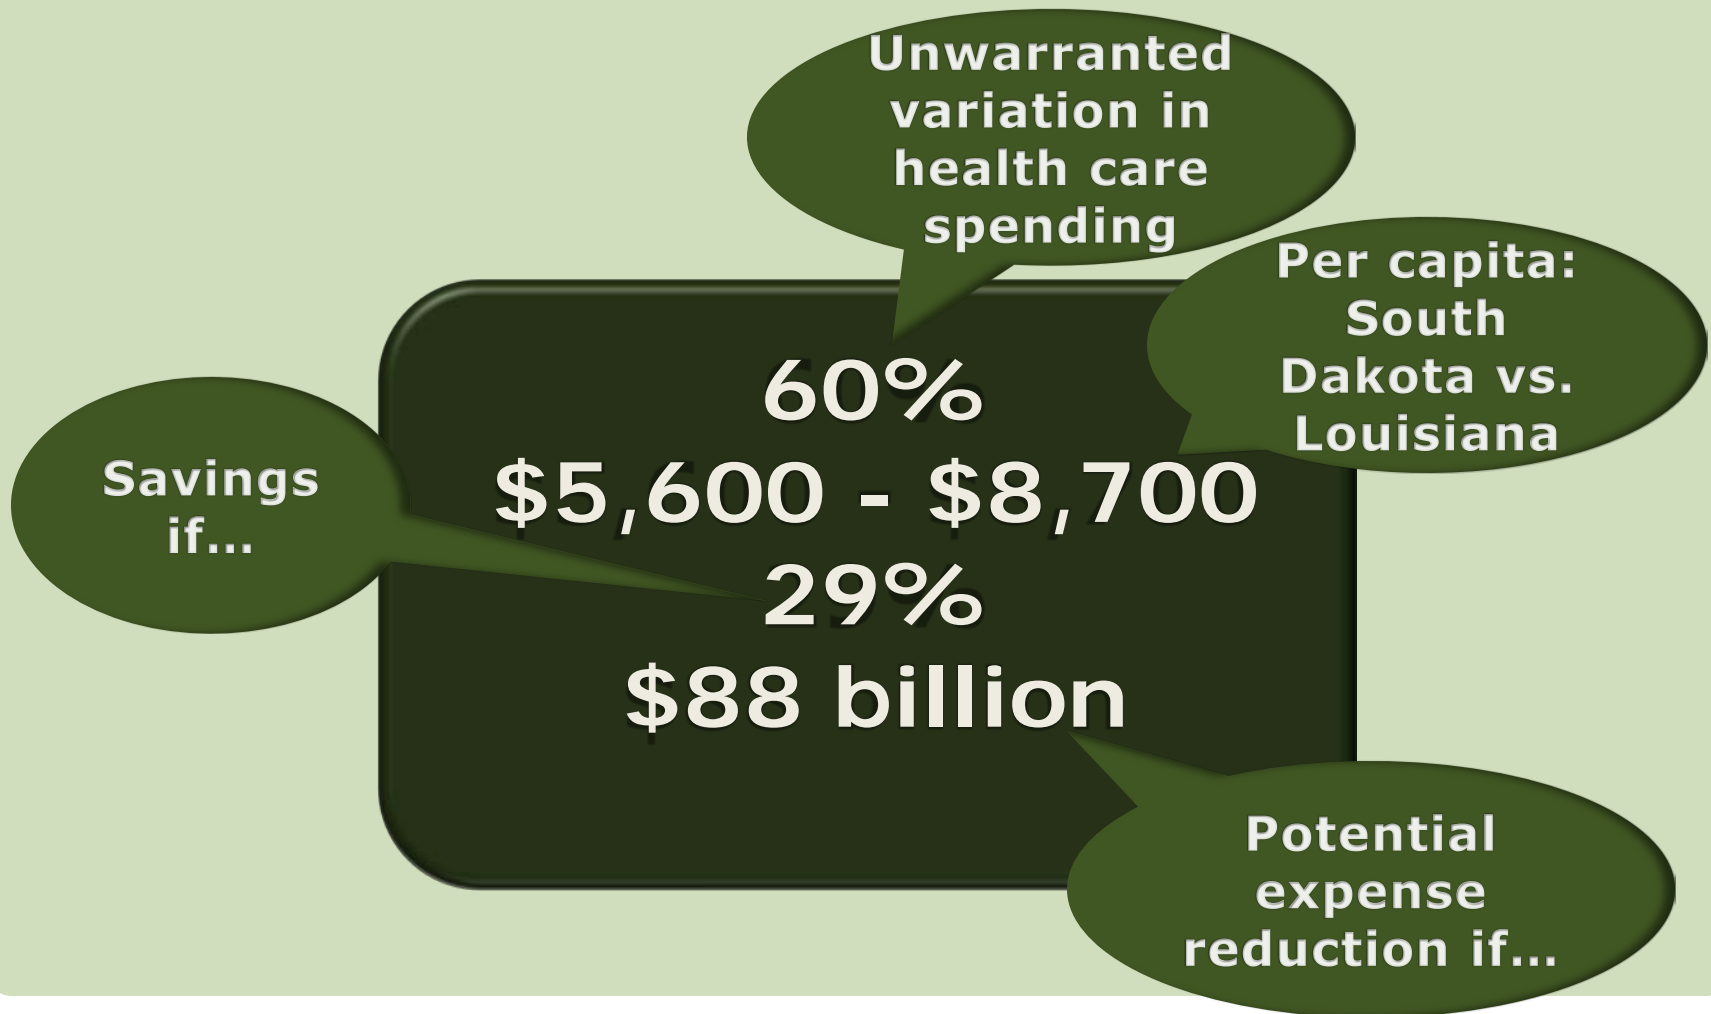 Unwarranted
variation in
health care
spending
Per capita:
South
Dakota vs.
Louisiana
60%
$5,600 - $8,700
29%
$88 billion
Savings
if…
Potential
expense
reduction if…